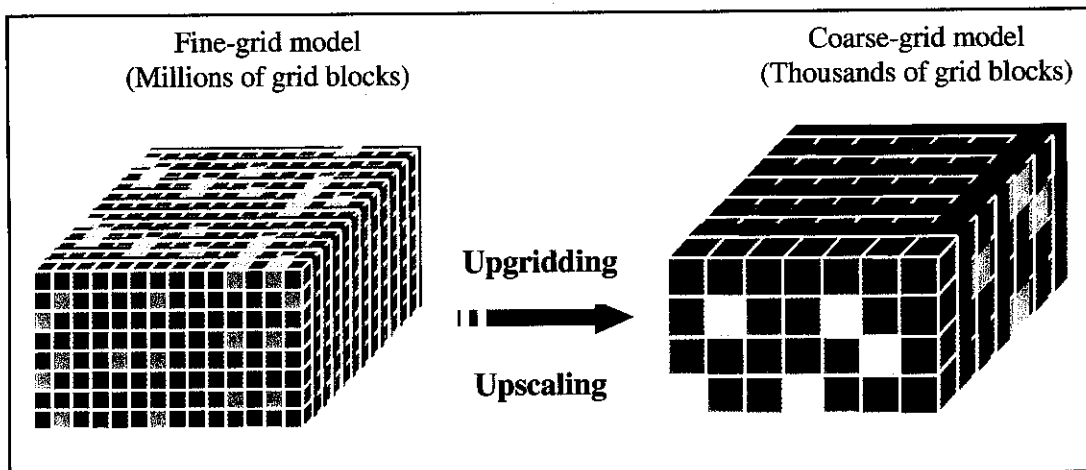 Fine-grid model
(Millions of grid blocks)
Coarse-grid model
(Thousands of grid blocks)
Upgridding
Upscaling